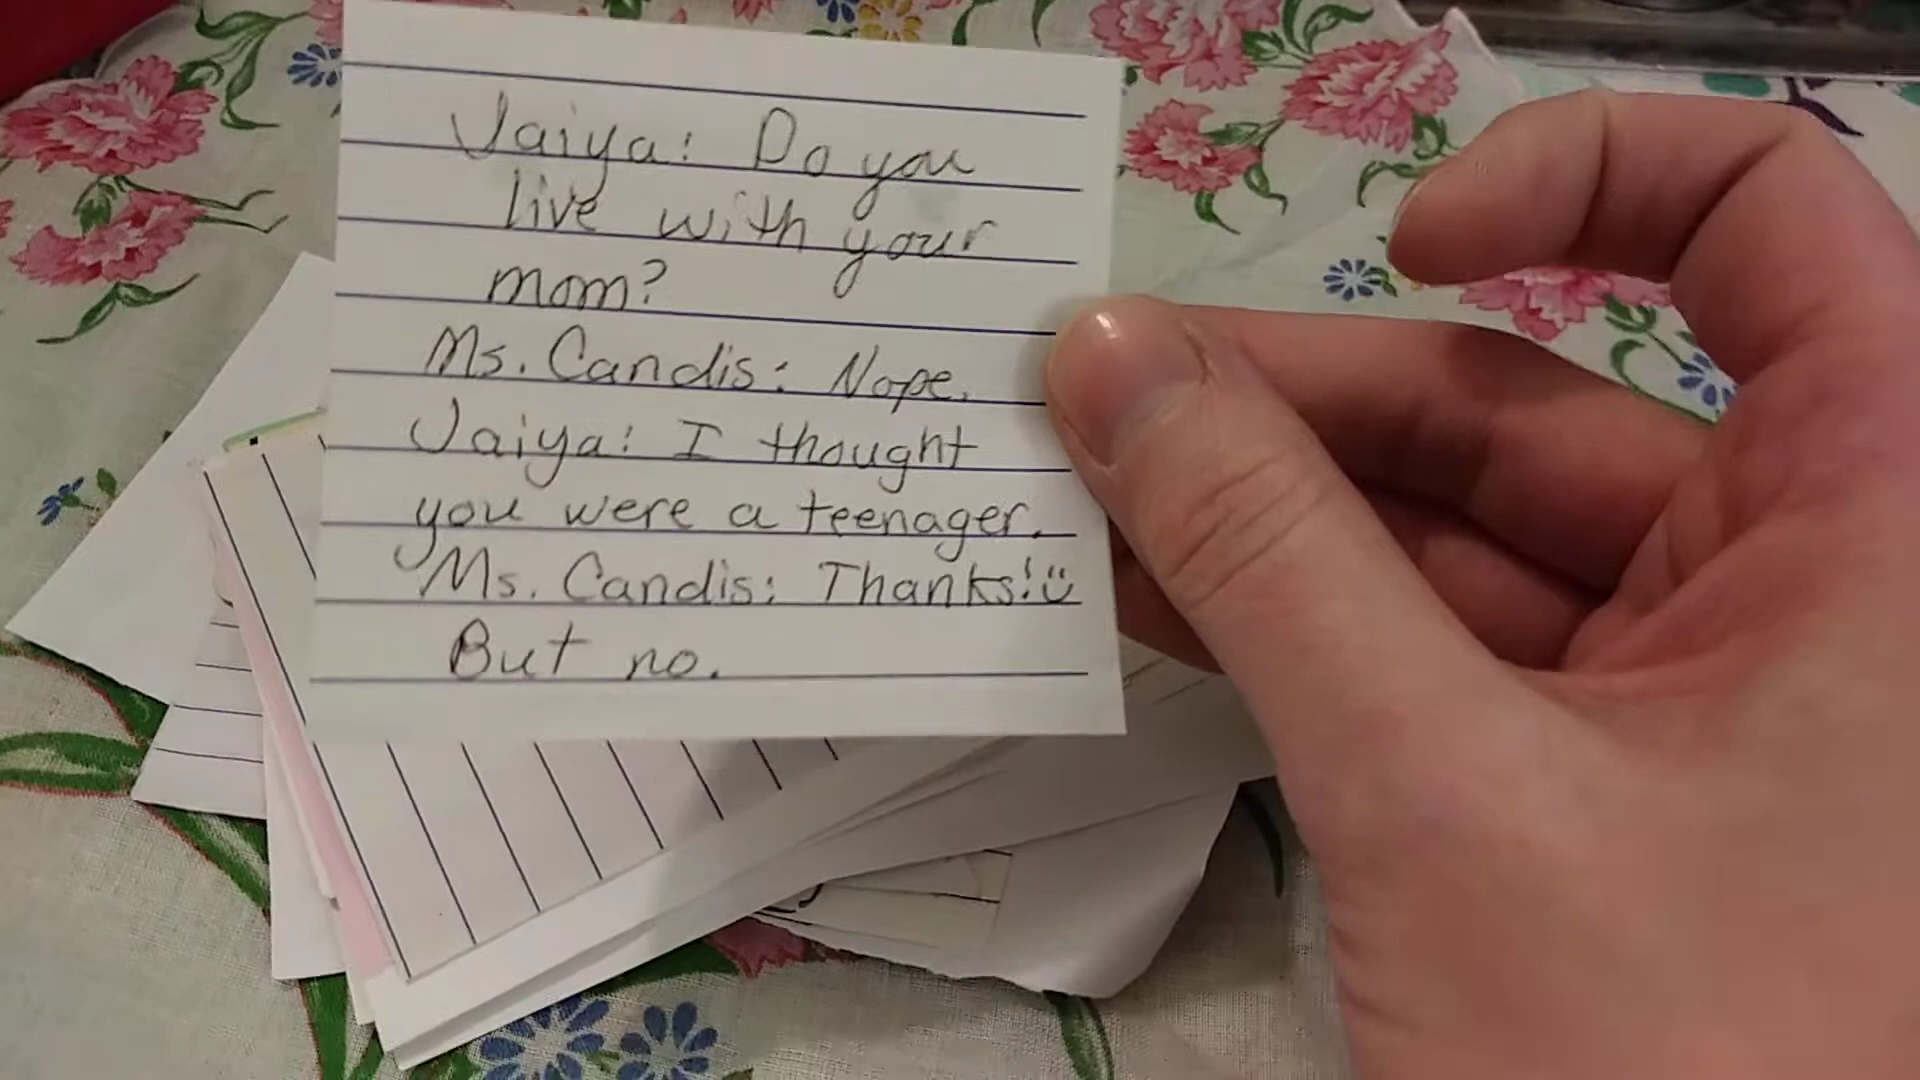 Jaiya: Do you
live with your
mom?
Ms. Candis: Nope.
Jaiya: I thought
you were a teenager.
Ms. Candis: Thanks! ☺
But no.